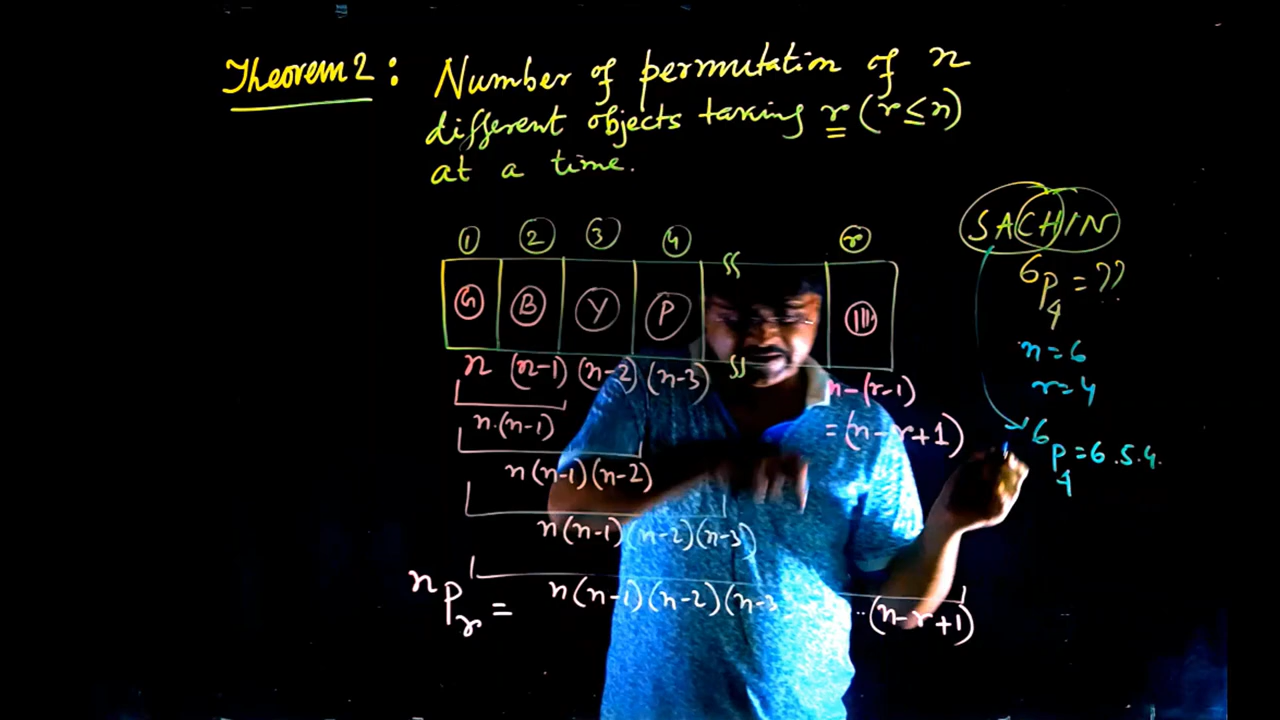 Theorem 2 : Number of permutation of n
different objects taking r (r ≤ n)
at a time.
① ② ③ ④ ⓡ
G B Y P III
n (n-1) (n-2) (n-3) n-(r-1)
n.(n-1) = (n-r+1)
n(n-1)(n-2)
n(n-1)(n-2)(n-3)
ⁿPᵣ = n(n-1)(n-2)(n-3 ..(n-r+1)
SACHIN
⁶P₄ = ??
n=6
r=4
⁶P₄ = 6.5.4.